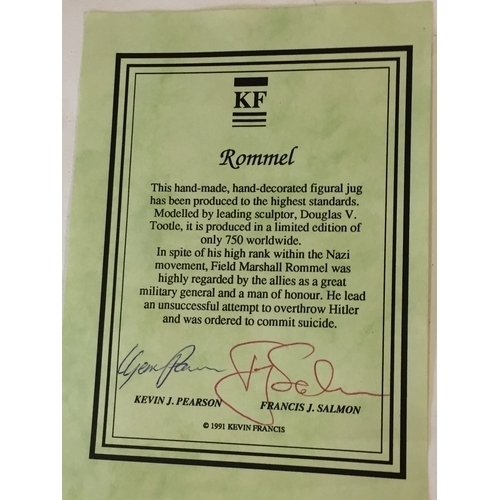 KF
Rommel
This hand-made, hand-decorated figural jug
has been produced to the highest standards.
Modelled by leading sculptor, Douglas V.
Tootle, it is produced in a limited edition of
only 750 worldwide.
In spite of his high rank within the Nazi
movement, Field Marshall Rommel was
highly regarded by the allies as a great
military general and a man of honour. He lead
an unsuccessful attempt to overthrow Hitler
and was ordered to commit suicide.
KEVIN J. PEARSON FRANCIS J. SALMON
© 1991 KEVIN FRANCIS